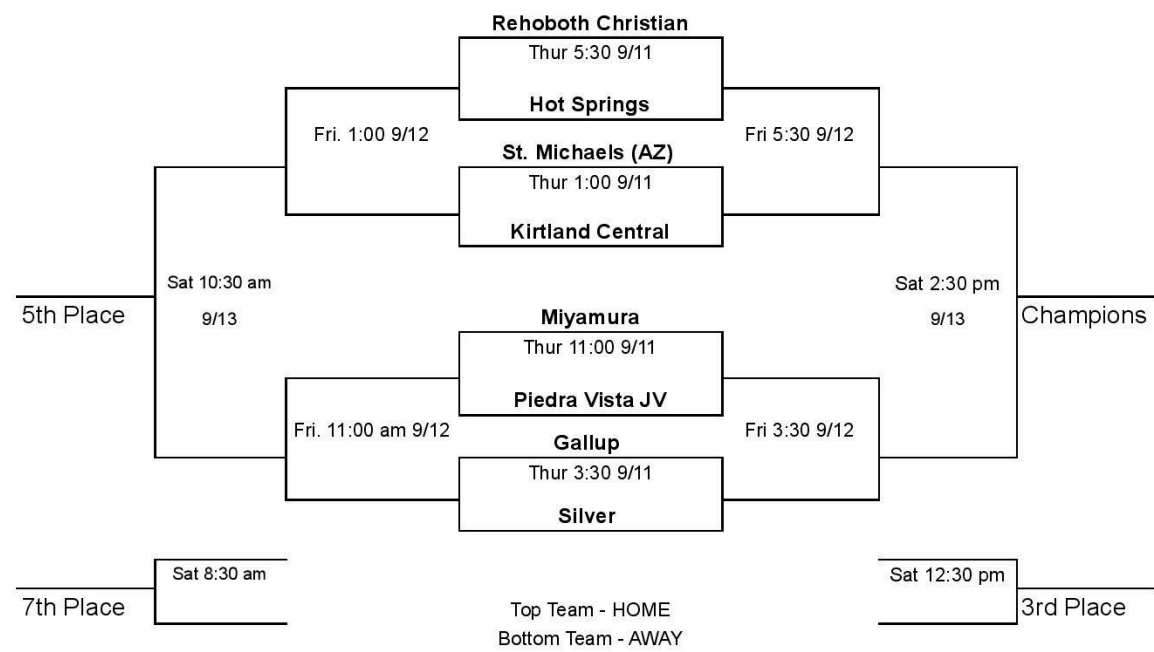 Rehoboth Christian
Thur 5:30 9/11
Hot Springs
Fri. 1:00 9/12
Fri 5:30 9/12
St. Michaels (AZ)
Thur 1:00 9/11
Kirtland Central
Sat 10:30 am
9/13
Sat 2:30 pm
9/13
5th Place
Champions
Miyamura
Thur 11:00 9/11
Piedra Vista JV
Fri. 11:00 am 9/12
Fri 3:30 9/12
Gallup
Thur 3:30 9/11
Silver
Sat 8:30 am
Sat 12:30 pm
7th Place
3rd Place
Top Team - HOME
Bottom Team - AWAY